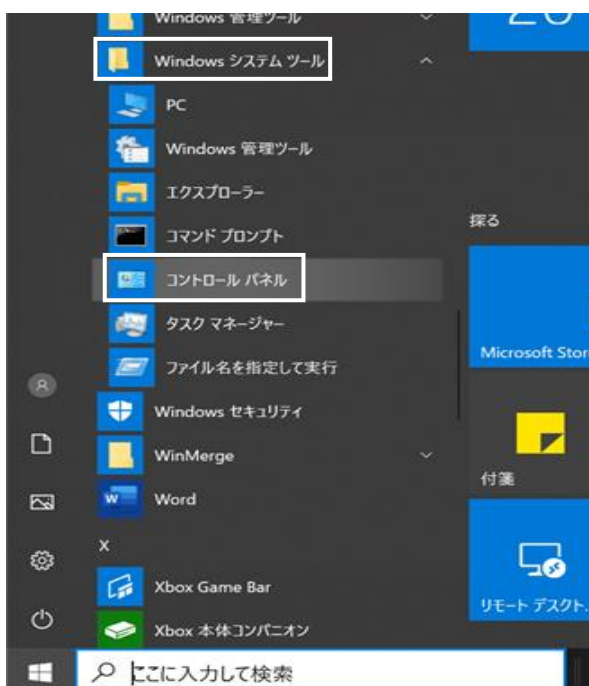 Windows 管理ツール
Windows システム ツール
PC
Windows 管理ツール
エクスプローラー
コマンド プロンプト
コントロール パネル
タスク マネージャー
ファイル名を指定して実行
Windows セキュリティ
WinMerge
Word
X
Xbox Game Bar
Xbox 本体コンパニオン
探る
Microsoft Stor
付箋
リモート デスクト...
ここに入力して検索